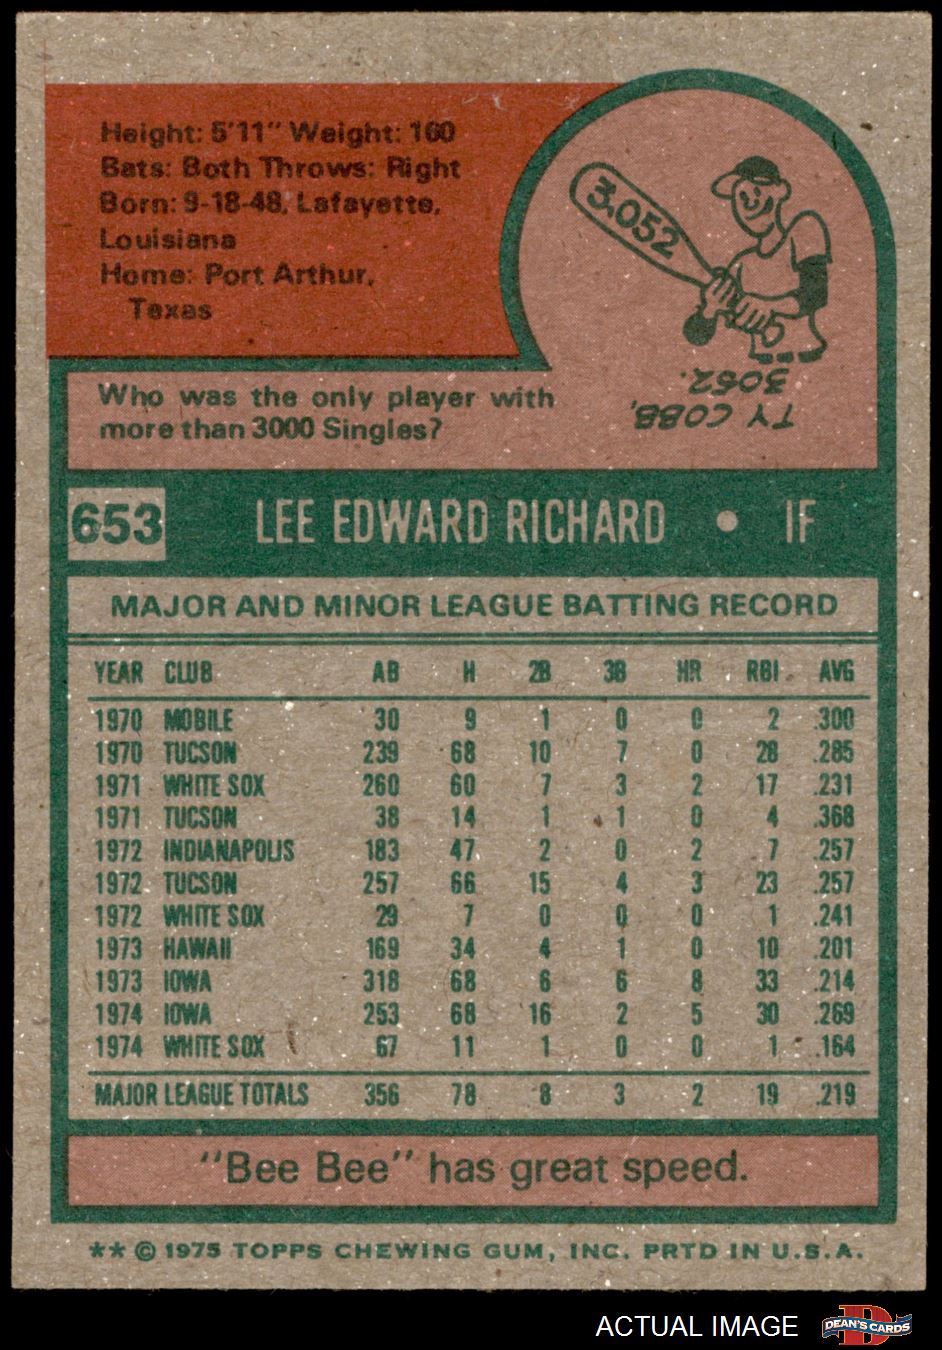 Height: 5'11" Weight: 160
Bats: Both Throws: Right
Born: 9-18-48, Lafayette,
Louisiana
Home: Port Arthur,
Texas
3,052
TY COBB,
3052.
Who was the only player with
more than 3000 Singles?
653 LEE EDWARD RICHARD • IF
MAJOR AND MINOR LEAGUE BATTING RECORD
YEAR CLUB AB H 2B 3B HR RBI AVG
1970 MOBILE 30 9 1 0 0 2 .300
1970 TUCSON 239 68 10 7 0 28 .285
1971 WHITE SOX 260 60 7 3 2 17 .231
1971 TUCSON 38 14 1 1 0 4 .368
1972 INDIANAPOLIS 183 47 2 0 2 7 .257
1972 TUCSON 257 66 15 4 3 23 .257
1972 WHITE SOX 29 7 0 0 0 1 .241
1973 HAWAII 169 34 4 1 0 10 .201
1973 IOWA 318 68 6 6 8 33 .214
1974 IOWA 253 68 16 2 5 30 .269
1974 WHITE SOX 67 11 1 0 0 1 .164
MAJOR LEAGUE TOTALS 356 78 8 3 2 19 .219
"Bee Bee" has great speed.
** © 1975 TOPPS CHEWING GUM, INC. PRTD IN U.S.A.
ACTUAL IMAGE
DEAN'S CARDS